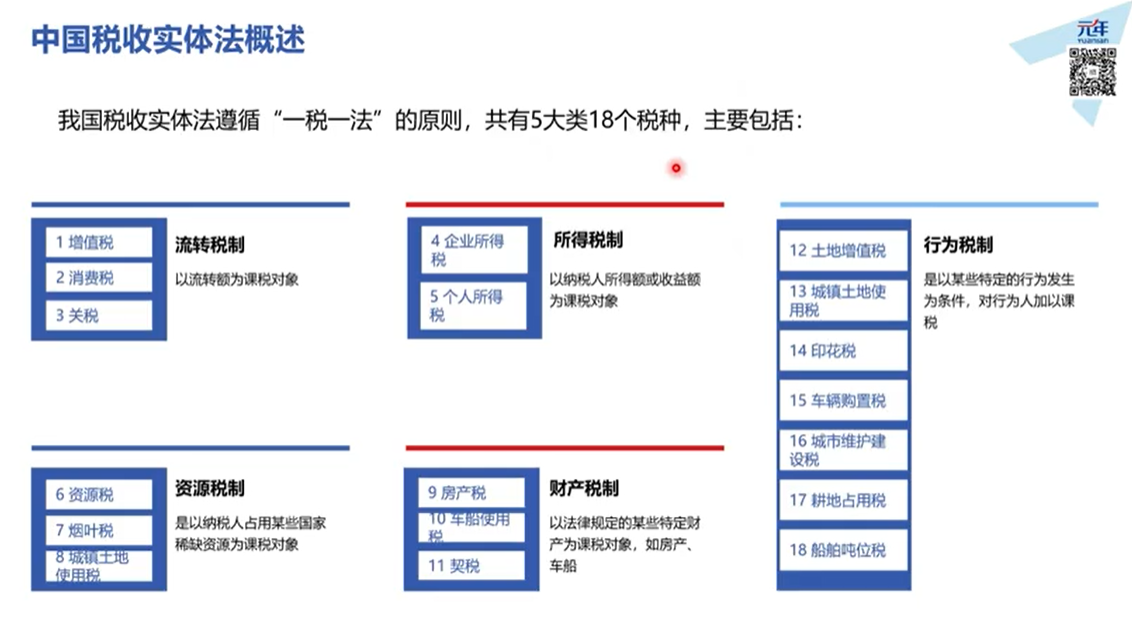 中国税收实体法概述
元年
yuanian
我国税收实体法遵循“一税一法”的原则，共有5大类18个税种，主要包括：
1 增值税
2 消费税
3 关税
流转税制
以流转额为课税对象
4 企业所得
税
5 个人所得
税
所得税制
以纳税人所得额或收益额
为课税对象
6 资源税
7 烟叶税
8 城镇土地
使用税
资源税制
是以纳税人占用某些国家
稀缺资源为课税对象
9 房产税
10 车船使用
税
11 契税
财产税制
以法律规定的某些特定财
产为课税对象，如房产、
车船
12 土地增值税
13 城镇土地使
用税
14 印花税
15 车辆购置税
16 城市维护建
设税
17 耕地占用税
18 船舶吨位税
行为税制
是以某些特定的行为发生
为条件，对行为人加以课
税